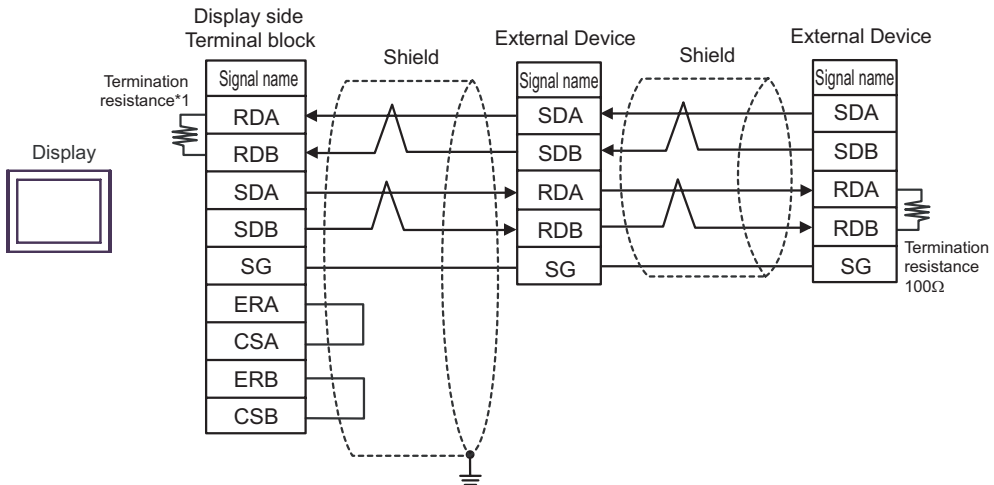 Display side
Terminal block
External Device
External Device
Shield
Shield
Termination
resistance*1
Display
Signal name
RDA
RDB
SDA
SDB
SG
ERA
CSA
ERB
CSB
Signal name
SDA
SDB
RDA
RDB
SG
Signal name
SDA
SDB
RDA
RDB
SG
Termination
resistance
100Ω